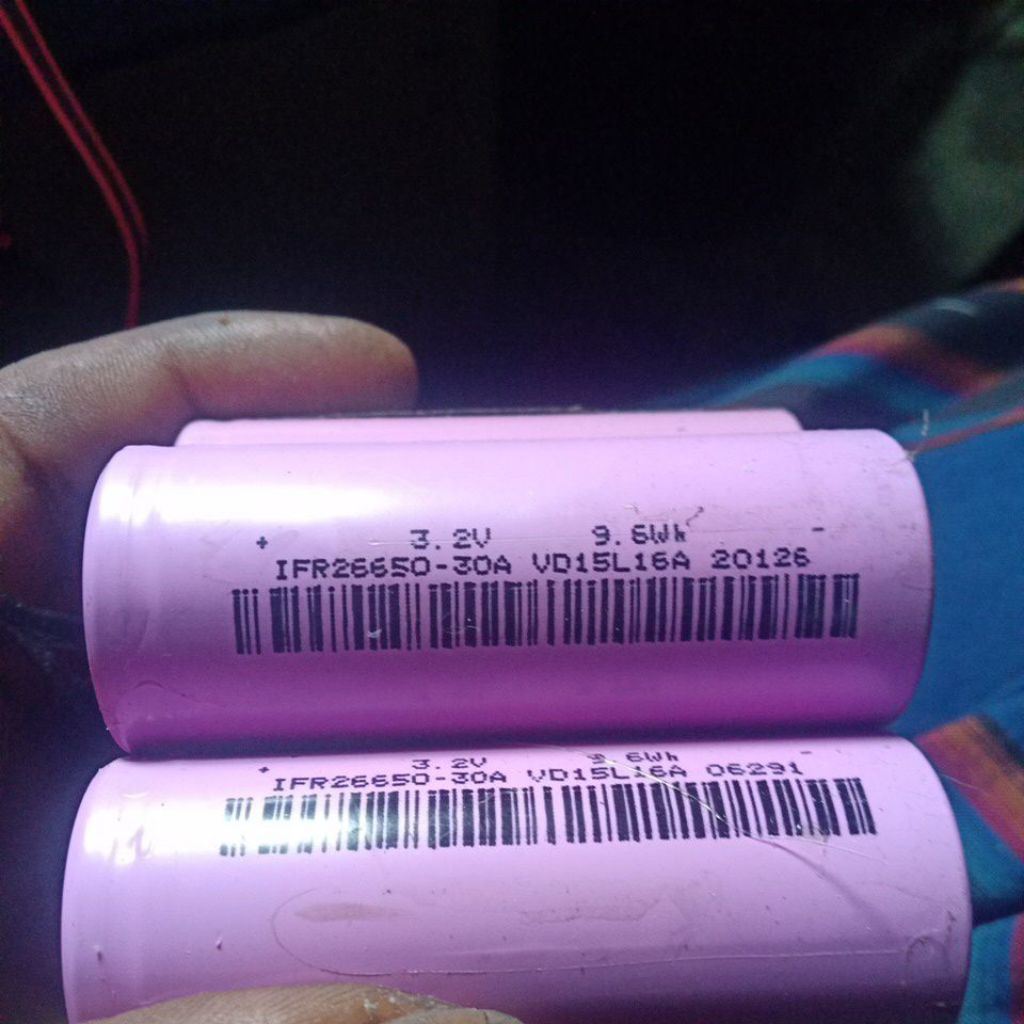 + 3.2V 9.6Wh -
IFR26650-30A VD15L16A 20126
+ 3.2V 9.6Wh -
IFR26650-30A VD15L16A 06291